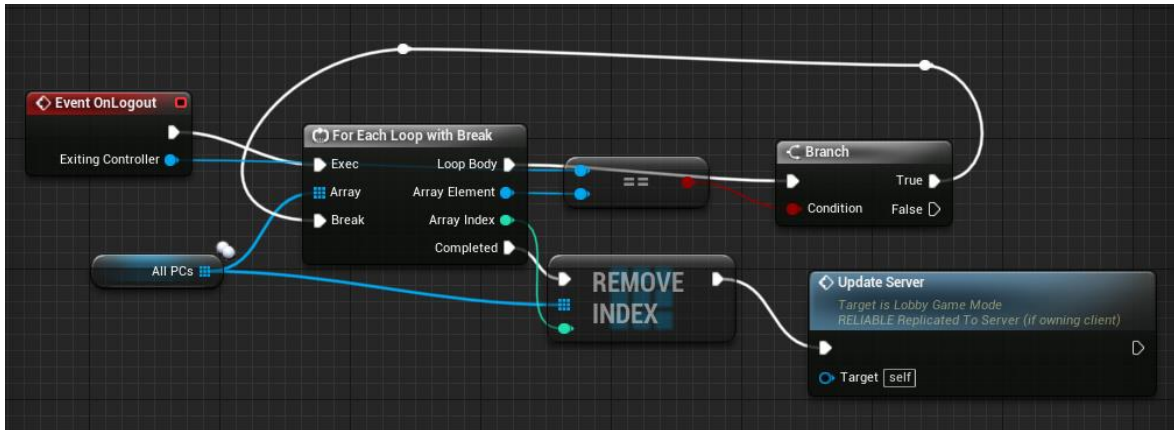 Event OnLogout
Exiting Controller
All PCs
For Each Loop with Break
Exec
Loop Body
Array
Array Element
Break
Array Index
Completed
==
Branch
True
Condition
False
REMOVE
INDEX
Update Server
Target is Lobby Game Mode
RELIABLE Replicated To Server (if owning client)
Target self